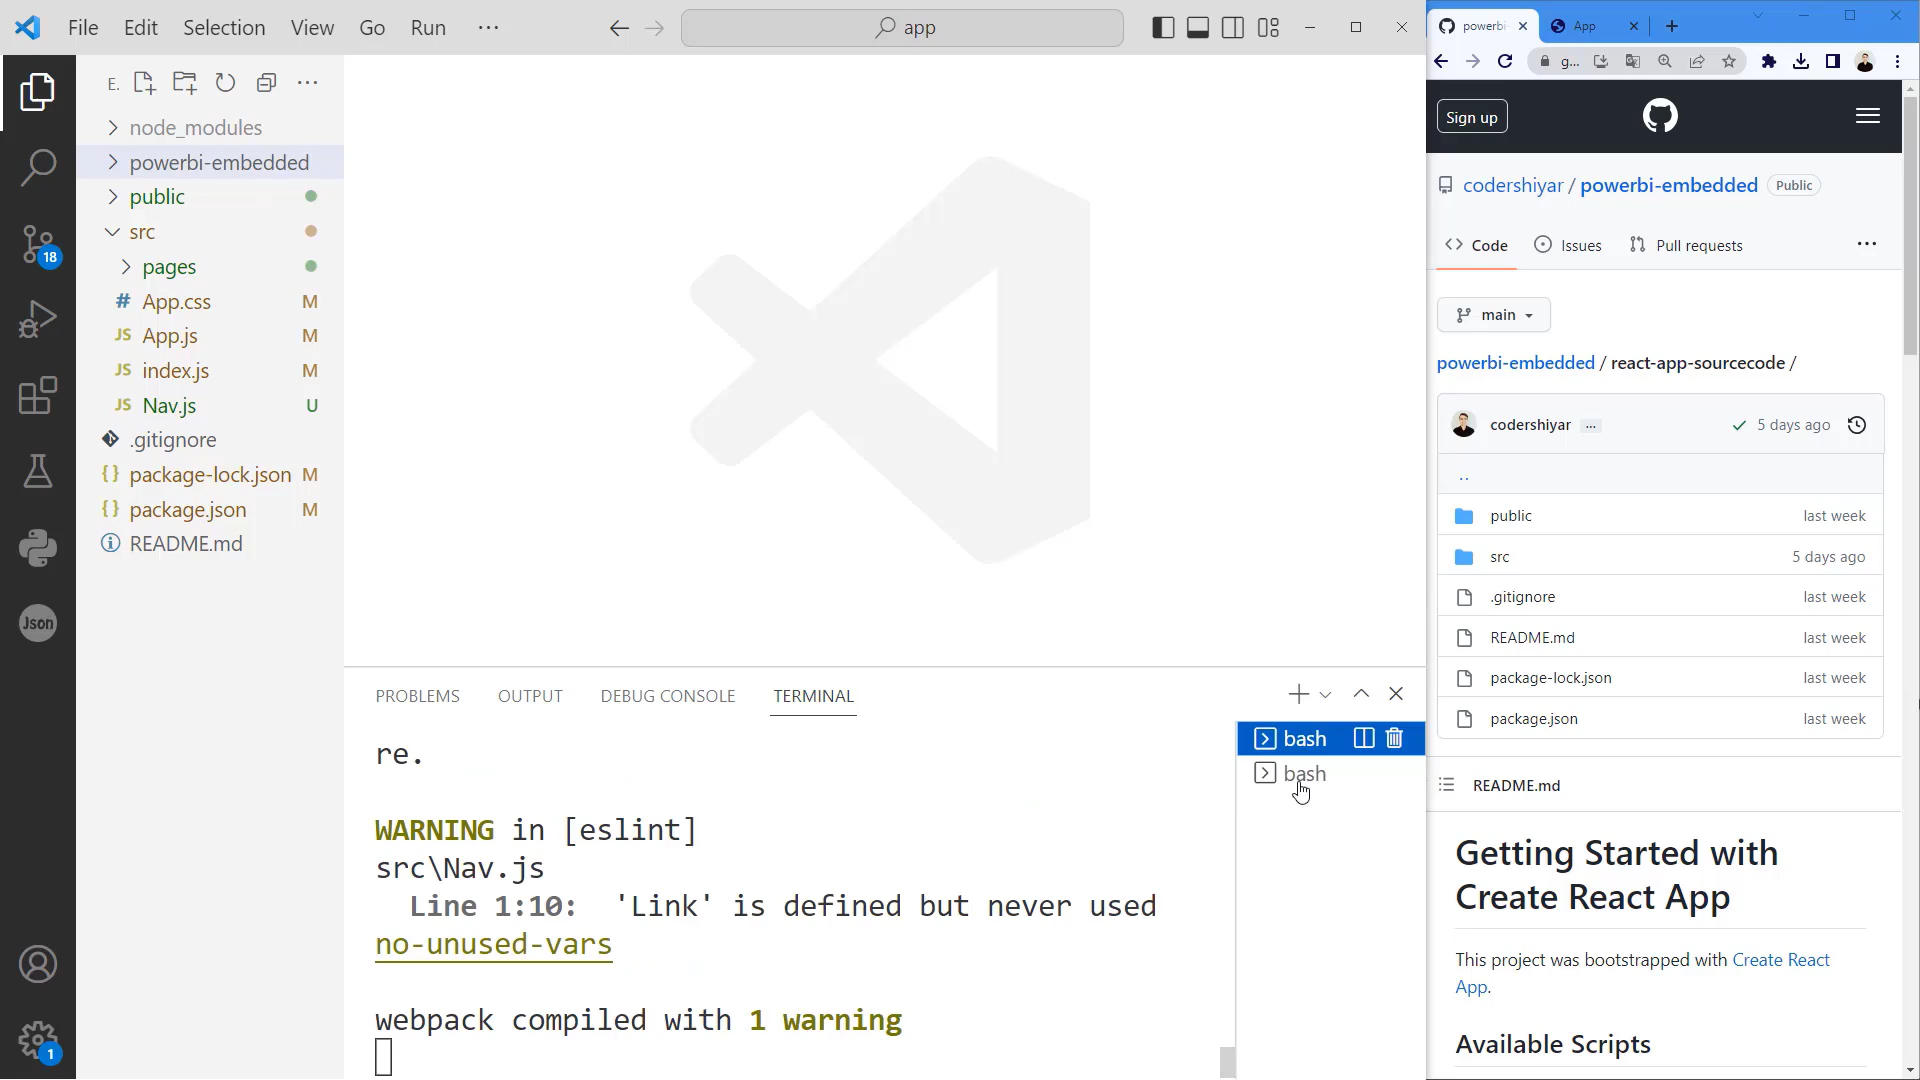 File Edit Selection View Go Run ...
app
E.
node_modules
powerbi-embedded
public
src
pages
# App.css M
JS App.js M
JS index.js M
JS Nav.js U
.gitignore
{} package-lock.json M
{} package.json M
README.md
18
Json
1
PROBLEMS OUTPUT DEBUG CONSOLE TERMINAL
re.
WARNING in [eslint]
src\Nav.js
Line 1:10: 'Link' is defined but never used
no-unused-vars
webpack compiled with 1 warning
bash
bash
powerbi-
App
g...
Sign up
codershiyar / powerbi-embedded Public
Code Issues Pull requests ...
main
powerbi-embedded / react-app-sourcecode /
codershiyar ... 5 days ago
..
public last week
src 5 days ago
.gitignore last week
README.md last week
package-lock.json last week
package.json last week
README.md
Getting Started with
Create React App
This project was bootstrapped with Create React
App.
Available Scripts